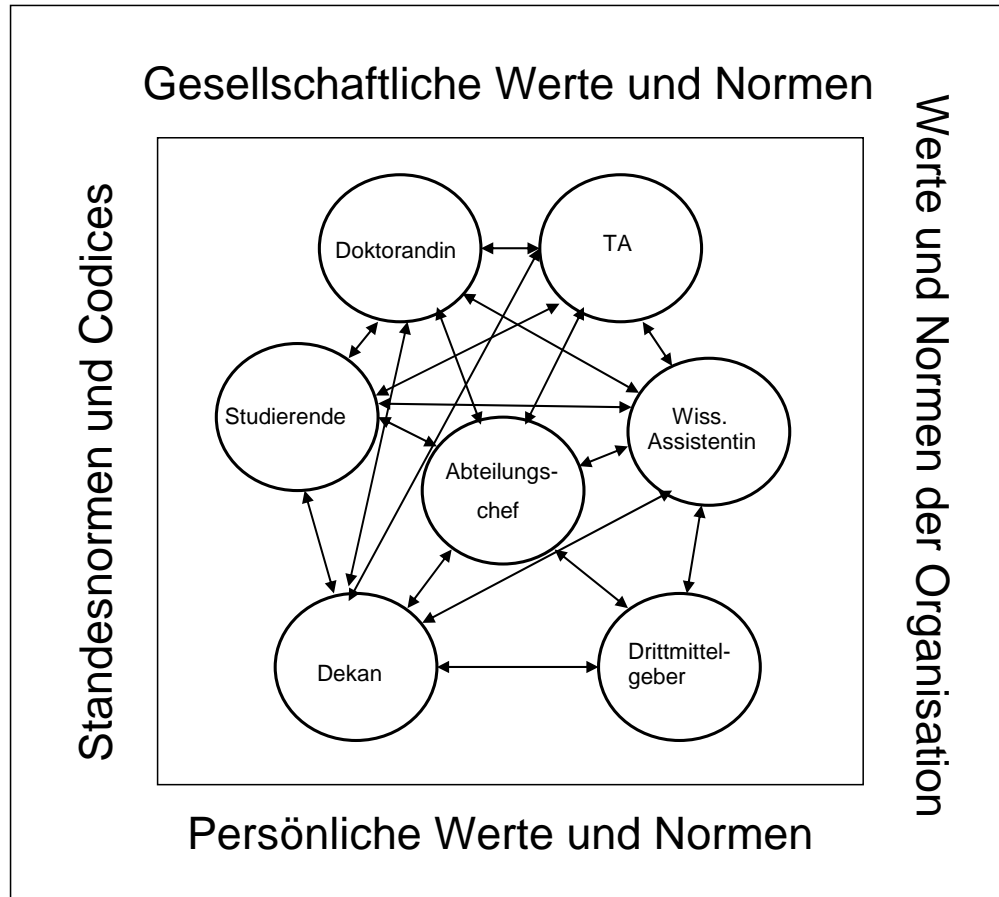 Gesellschaftliche Werte und Normen
Standesnormen und Codices
Werte und Normen der Organisation
Doktorandin
TA
Studierende
Wiss.
Assistentin
Abteilungs-
chef
Dekan
Drittmittel-
geber
Persönliche Werte und Normen